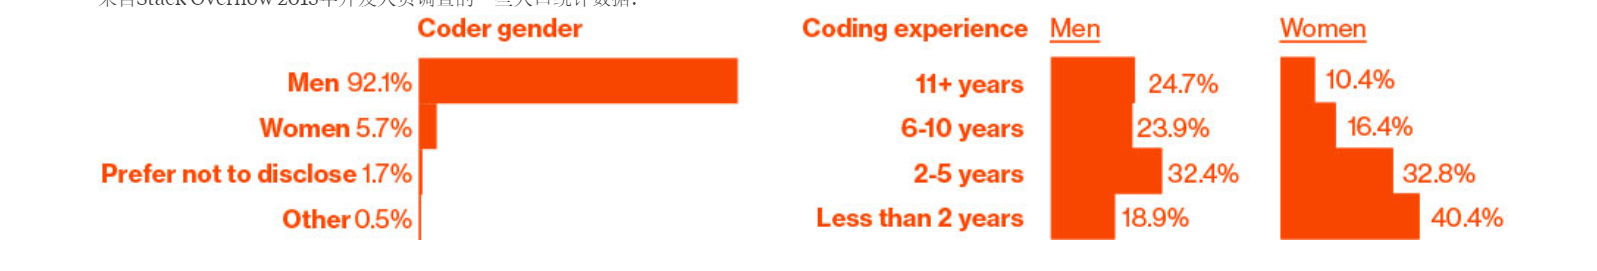 来自Stack Overflow 2015年开发人员调查的一些人口统计数据:
Coder gender
Men 92.1%
Women 5.7%
Prefer not to disclose 1.7%
Other 0.5%
Coding experience Men Women
11+ years 24.7% 10.4%
6-10 years 23.9% 16.4%
2-5 years 32.4% 32.8%
Less than 2 years 18.9% 40.4%